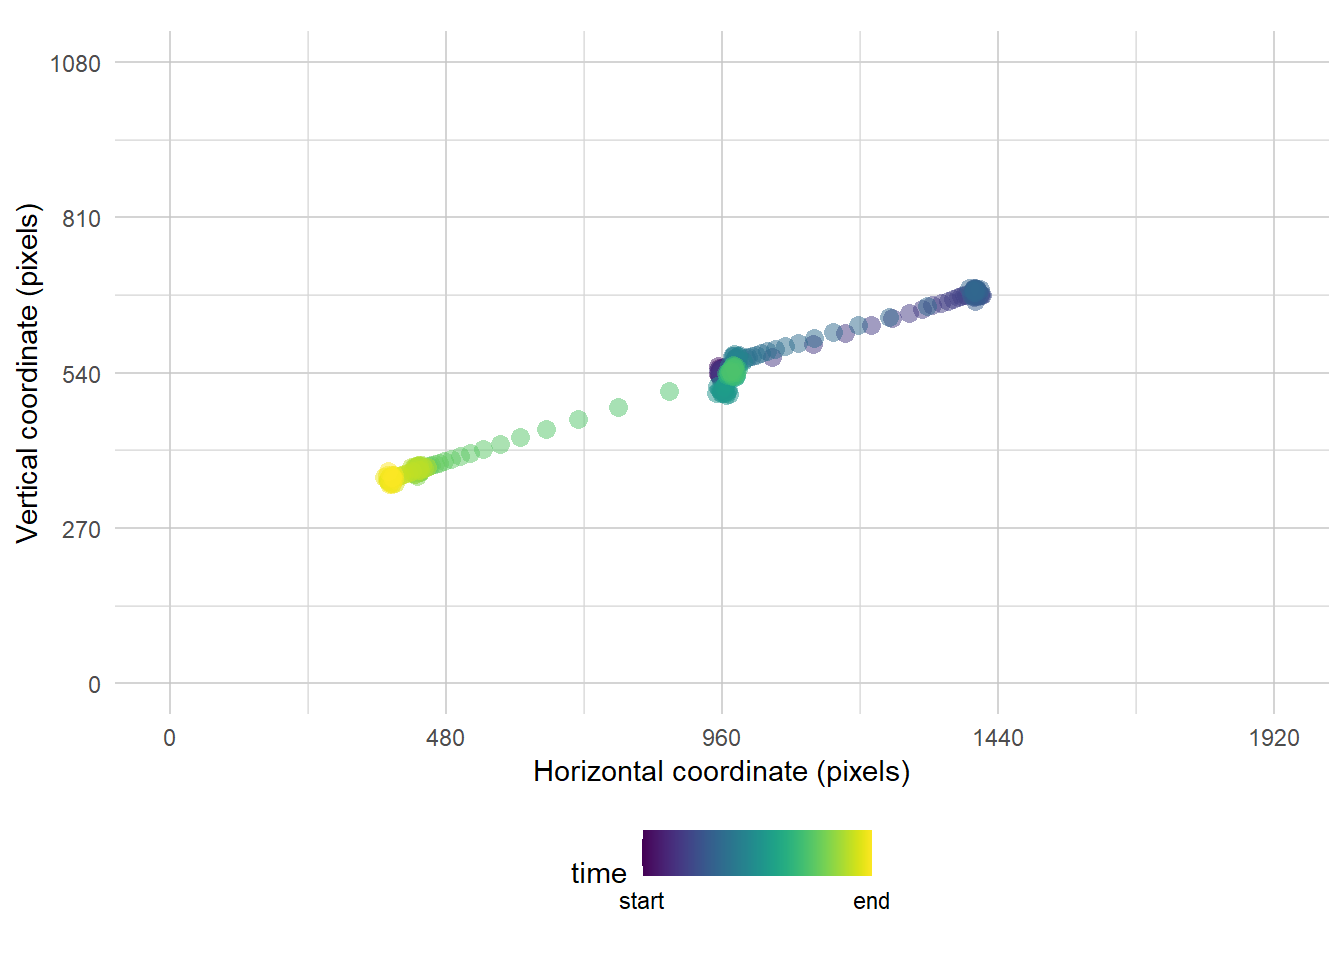 1080
810
540
270
0
Vertical coordinate (pixels)
0 480 960 1440 1920
Horizontal coordinate (pixels)
time
start end